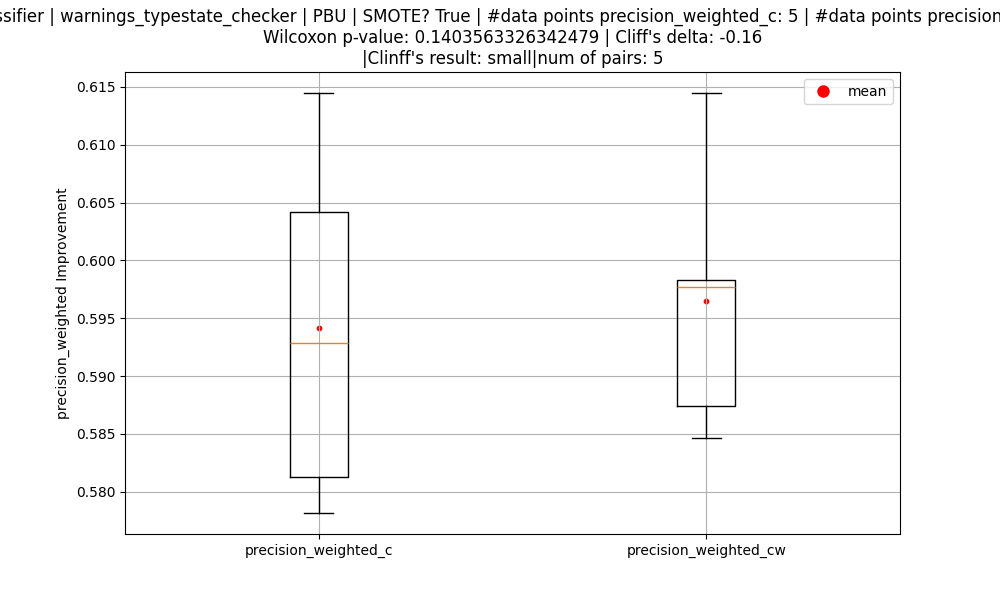 ssifier | warnings_typestate_checker | PBU | SMOTE? True | #data points precision_weighted_c: 5 | #data points precision
Wilcoxon p-value: 0.1403563326342479 | Cliff's delta: -0.16
|Clinff's result: small|num of pairs: 5
mean
0.615
0.610
0.605
0.600
0.595
0.590
0.585
0.580
precision_weighted Improvement
precision_weighted_c
precision_weighted_cw